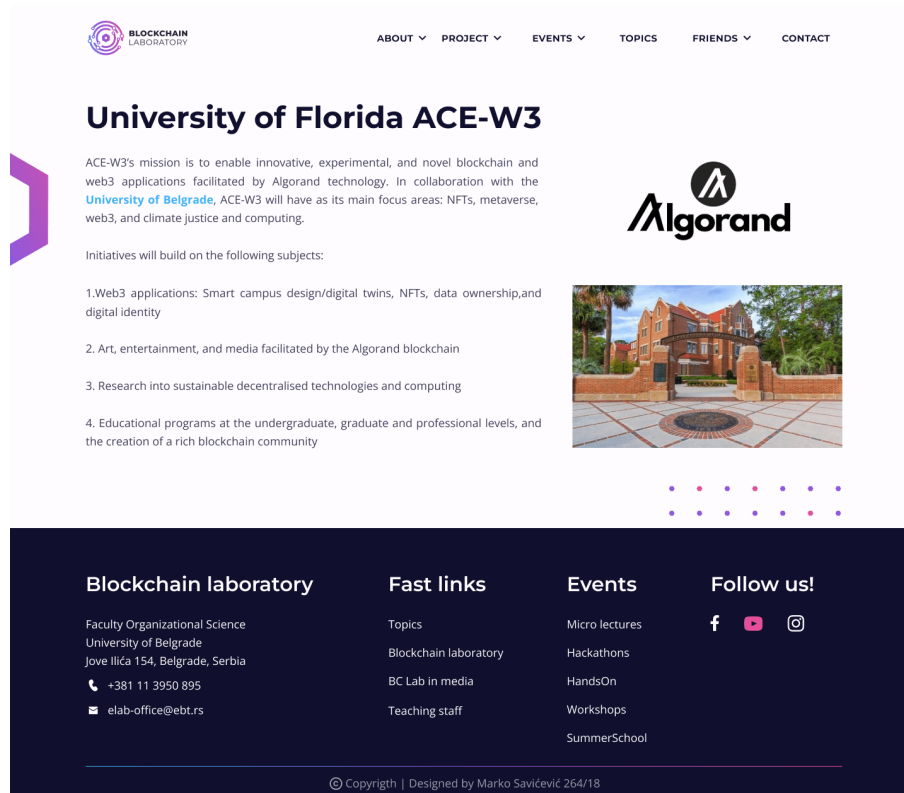 BLOCKCHAIN
LABORATORY
ABOUT PROJECT EVENTS TOPICS FRIENDS CONTACT
University of Florida ACE-W3
ACE-W3's mission is to enable innovative, experimental, and novel blockchain and
web3 applications facilitated by Algorand technology. In collaboration with the
University of Belgrade, ACE-W3 will have as its main focus areas: NFTs, metaverse,
web3, and climate justice and computing.
Initiatives will build on the following subjects:
1.Web3 applications: Smart campus design/digital twins, NFTs, data ownership,and
digital identity
2. Art, entertainment, and media facilitated by the Algorand blockchain
3. Research into sustainable decentralised technologies and computing
4. Educational programs at the undergraduate, graduate and professional levels, and
the creation of a rich blockchain community
Algorand
Blockchain laboratory
Faculty Organizational Science
University of Belgrade
Jove Ilića 154, Belgrade, Serbia
+381 11 3950 895
elab-office@ebt.rs
Fast links
Topics
Blockchain laboratory
BC Lab in media
Teaching staff
Events
Micro lectures
Hackathons
HandsOn
Workshops
SummerSchool
Follow us!
© Copyrigth | Designed by Marko Savićević 264/18